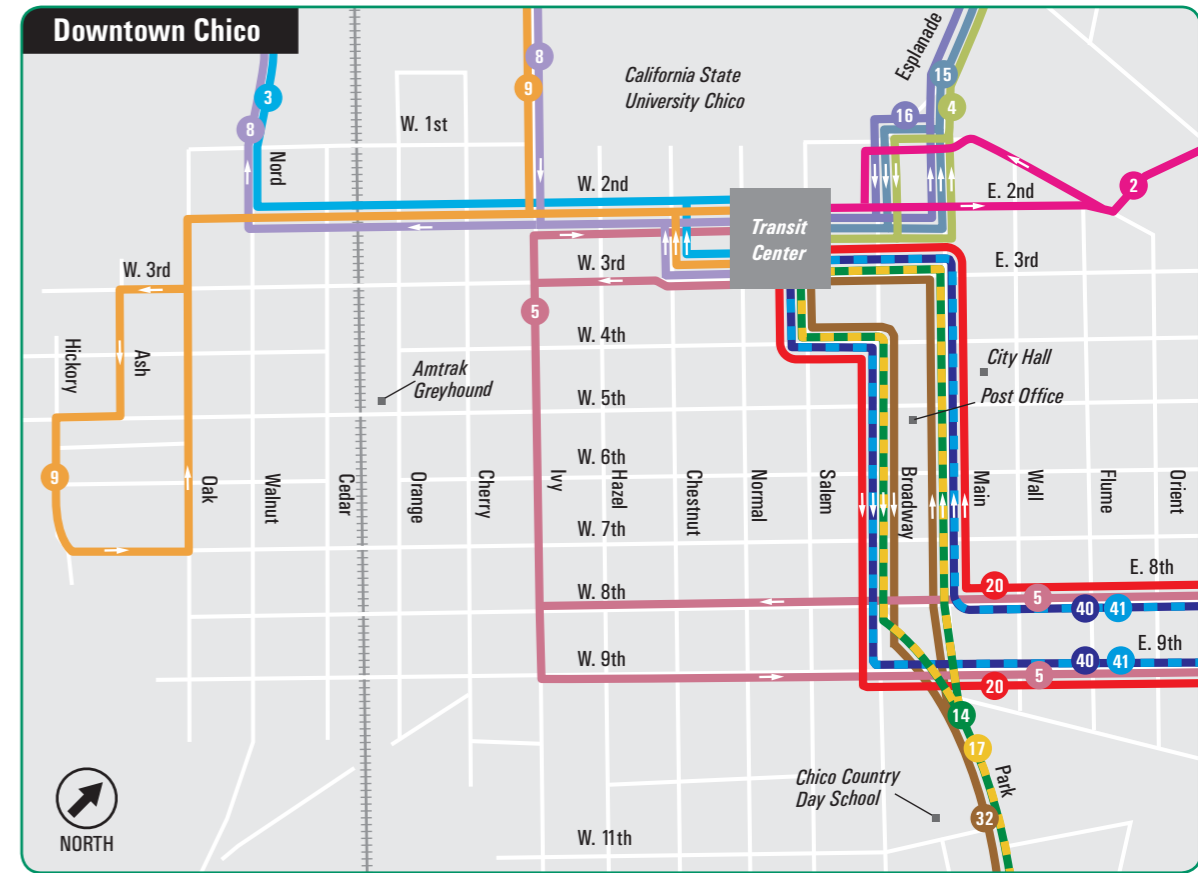 Downtown Chico
8
9
3
8
California State
University Chico
Esplanade
15
16
4
W. 1st
Nord
W. 2nd
E. 2nd
2
Transit
Center
W. 3rd
W. 3rd
E. 3rd
5
W. 4th
Hickory
Ash
Amtrak
Greyhound
City Hall
Post Office
W. 5th
W. 6th
9
Oak
Walnut
Cedar
Orange
Cherry
Ivy
Hazel
Chestnut
Normal
Salem
Broadway
Main
Wall
Flume
Orient
W. 7th
E. 8th
20
5
40
41
W. 8th
E. 9th
W. 9th
40
41
5
20
14
17
Park
Chico Country
Day School
32
NORTH
W. 11th